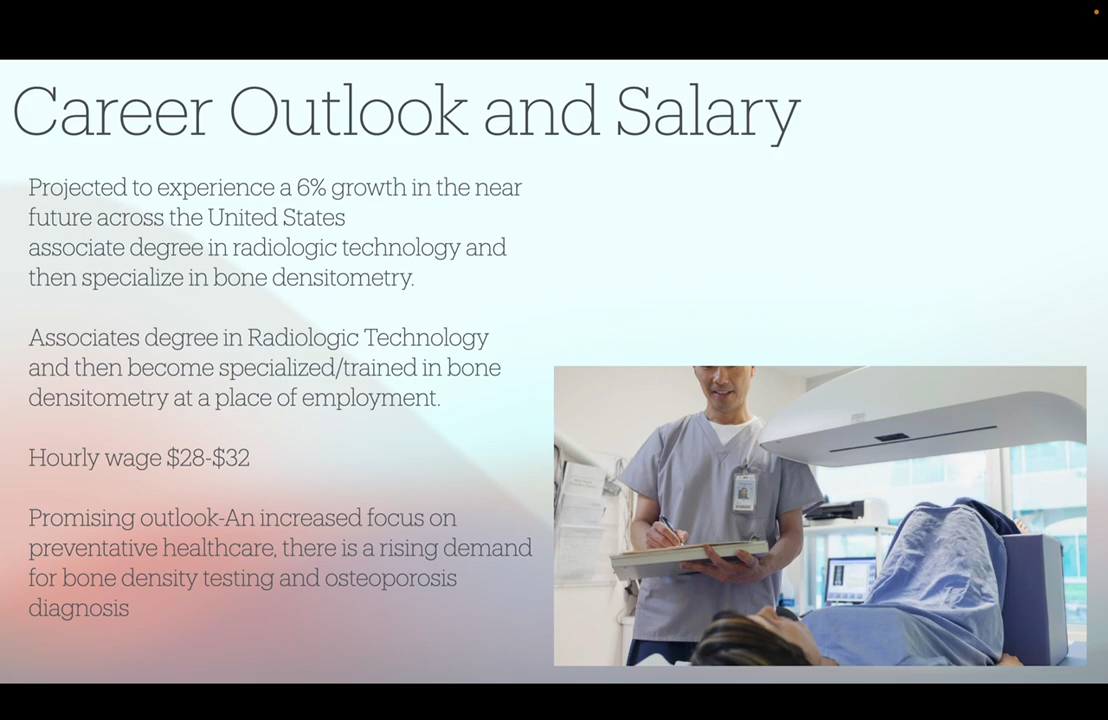 Career Outlook and Salary
Projected to experience a 6% growth in the near
future across the United States
associate degree in radiologic technology and
then specialize in bone densitometry.
Associates degree in Radiologic Technology
and then become specialized/trained in bone
densitometry at a place of employment.
Hourly wage $28-$32
Promising outlook-An increased focus on
preventative healthcare, there is a rising demand
for bone density testing and osteoporosis
diagnosis